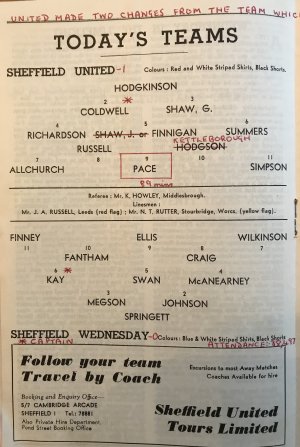 UNITED MADE TWO CHANGES FROM THE TEAM WHIC
TODAY'S TEAMS
SHEFFIELD UNITED -1 Colours: Red and White Striped Shirts, Black Shorts.
HODGKINSON
2 * 3
COLDWELL SHAW, G.
4 5 6
RICHARDSON SHAW, J. or FINNIGAN SUMMERS
KETTLEBOROUGH
RUSSELL HODGSON
7 8 9 10 11
ALLCHURCH PACE SIMPSON
89 mins
Referee: Mr. K. HOWLEY, Middlesbrough.
Linesmen:
Mr. J. A. RUSSELL, Leeds (red flag); Mr. N. T. RUTTER, Stourbridge, Worcs. (yellow flag).
FINNEY ELLIS WILKINSON
11 10 9 8 7
FANTHAM CRAIG
6 * 5 4
KAY SWAN McANEARNEY
3 2
MEGSON JOHNSON
SPRINGETT
SHEFFIELD WEDNESDAY -0 Colours: Blue & White Striped Shirts, Black Shorts
* CAPTAIN ATTENDANCE:
Follow your team
Travel by Coach
Excursions to most Away Matches
Coaches Available for hire
Booking and Enquiry Office—
5/7 CAMBRIDGE ARCADE
SHEFFIELD 1 Tel.: 78881
Also Private Hire Department,
Pond Street Booking Office
Sheffield United
Tours Limited